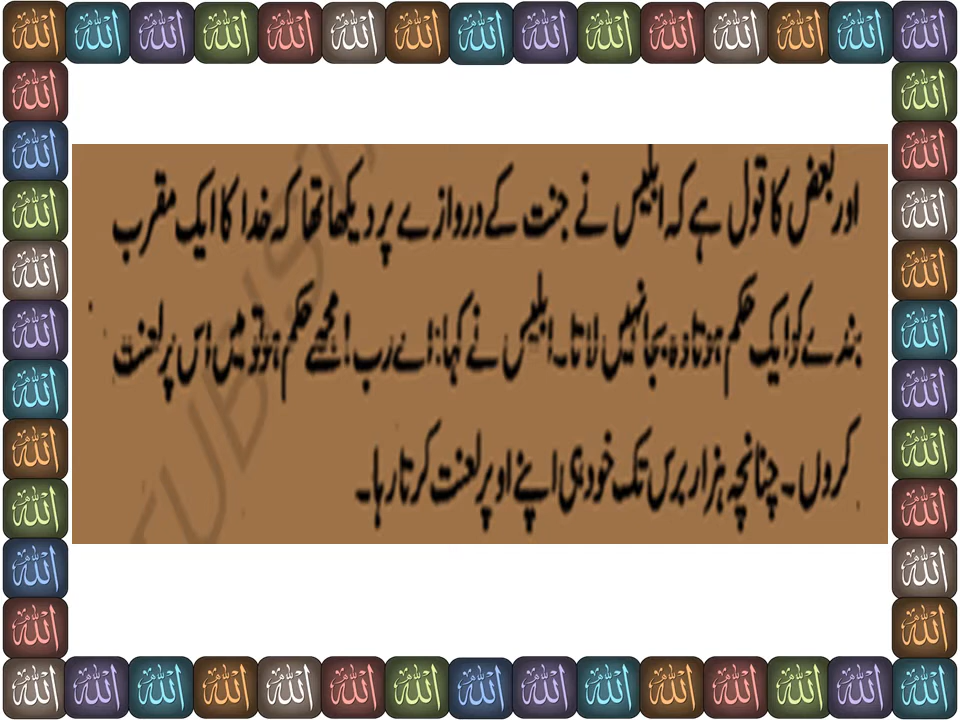 اور بعض کا قول ہے کہ ابلیس نے جنت کے دروازے پر دیکھا تھا کہ خدا کا ایک مقرب
بندے کو ایک حکم ہوتا وہ بجا نہیں لاتا۔ ابلیس نے کہا: اے رب! مجھے حکم ہو تو میں اس پر لعنت
کروں۔ چنانچہ ہزار برس تک خود ہی اپنے اوپر لعنت کرتا رہا۔